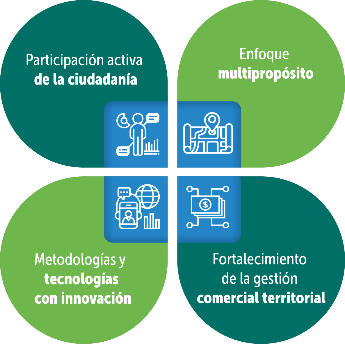 Participación activa
de la ciudadanía
Enfoque
multipropósito
Metodologías y
tecnologías
con innovación
Fortalecimiento
de la gestión
comercial territorial